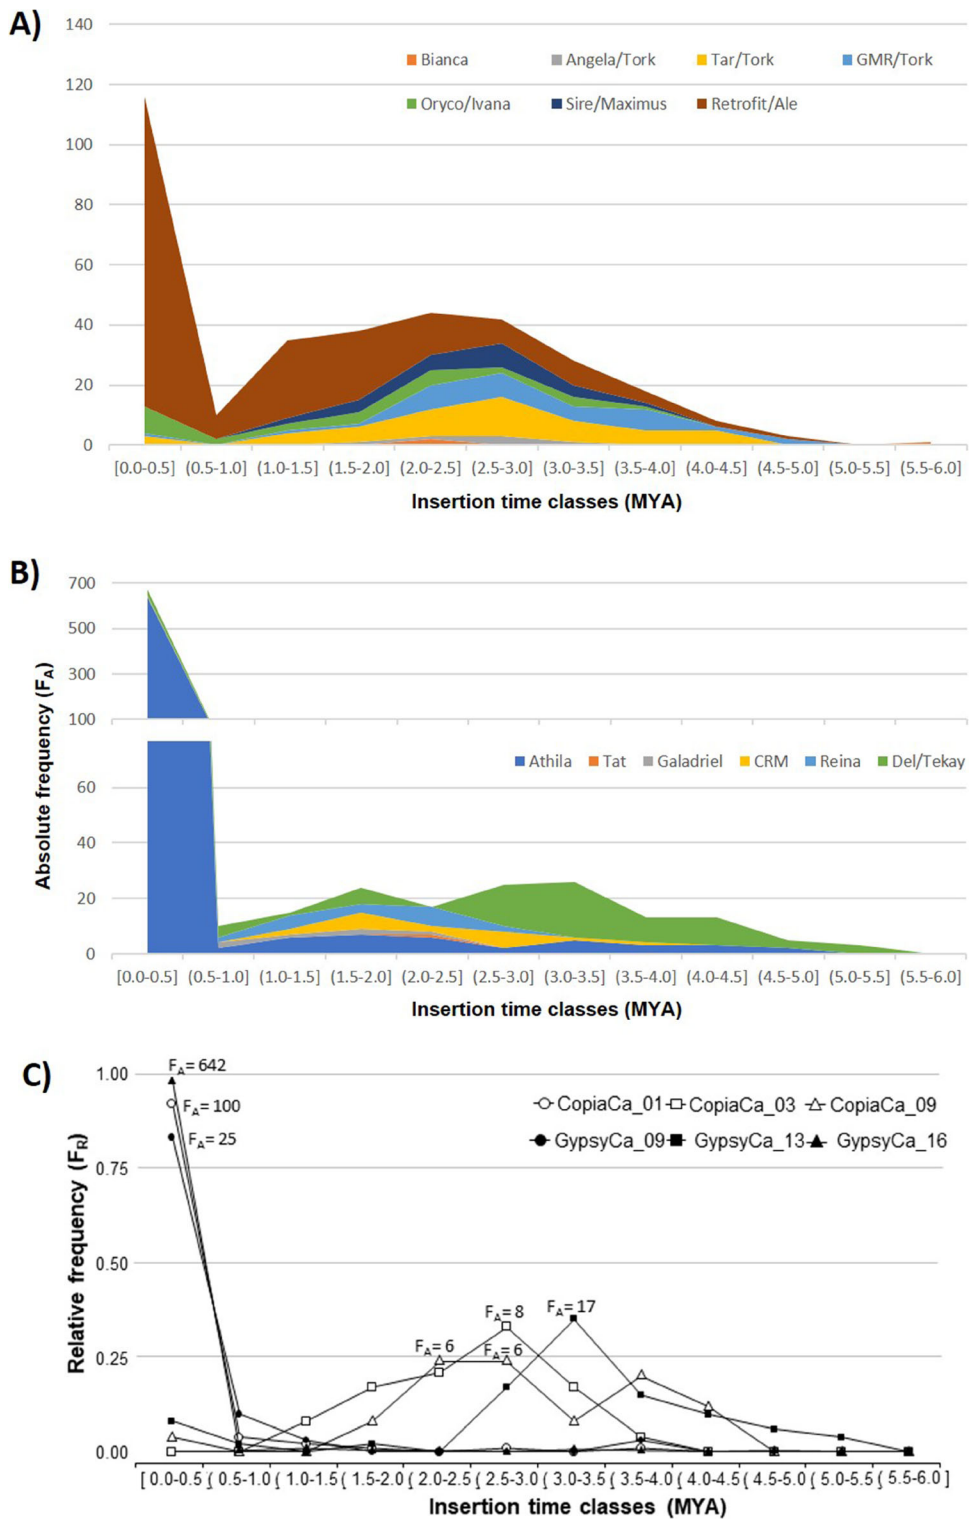 A)
140
120
100
80
60
40
20
0
Bianca Angela/Tork Tar/Tork GMR/Tork
Oryco/Ivana Sire/Maximus Retrofit/Ale
[0.0-0.5] (0.5-1.0] (1.0-1.5] (1.5-2.0] (2.0-2.5] (2.5-3.0] (3.0-3.5] (3.5-4.0] (4.0-4.5] (4.5-5.0] (5.0-5.5] (5.5-6.0]
Insertion time classes (MYA)
B)
700
500
300
100
60
40
20
0
Absolute frequency (FA)
Athila Tat Galadriel CRM Reina Del/Tekay
[0.0-0.5] (0.5-1.0] (1.0-1.5] (1.5-2.0] (2.0-2.5] (2.5-3.0] (3.0-3.5] (3.5-4.0] (4.0-4.5] (4.5-5.0] (5.0-5.5] (5.5-6.0]
Insertion time classes (MYA)
C)
1.00
0.75
0.50
0.25
0.00
Relative frequency (FR)
FA= 642
FA= 100
FA= 25
CopiaCa_01 CopiaCa_03 CopiaCa_09
GypsyCa_09 GypsyCa_13 GypsyCa_16
FA= 8
FA= 17
FA= 6
FA= 6
[ 0.0-0.5 ] ( 0.5-1.0 ] ( 1.0-1.5 ] ( 1.5-2.0 ] ( 2.0-2.5 ] ( 2.5-3.0 ] ( 3.0-3.5 ] ( 3.5-4.0 ] ( 4.0-4.5 ] ( 4.5-5.0 ] ( 5.0-5.5 ] ( 5.5-6.0 ]
Insertion time classes (MYA)